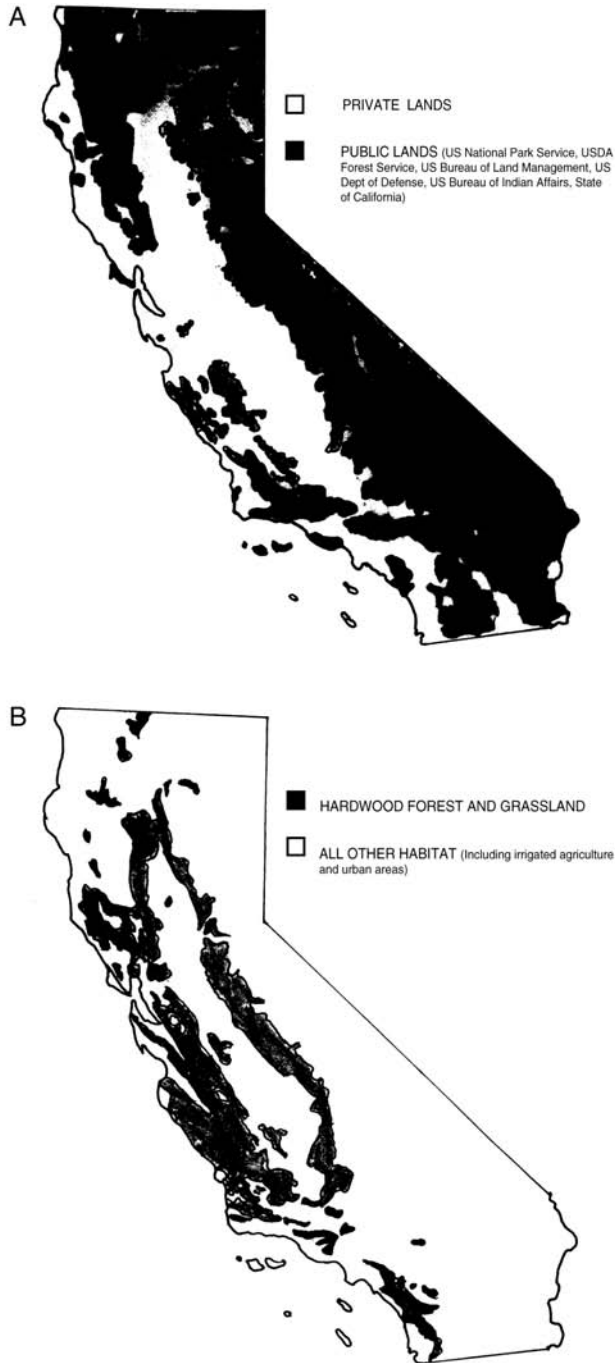 A
PRIVATE LANDS
PUBLIC LANDS (US National Park Service, USDA
Forest Service, US Bureau of Land Management, US
Dept of Defense, US Bureau of Indian Affairs, State
of California)
B
HARDWOOD FOREST AND GRASSLAND
ALL OTHER HABITAT (Including irrigated agriculture
and urban areas)